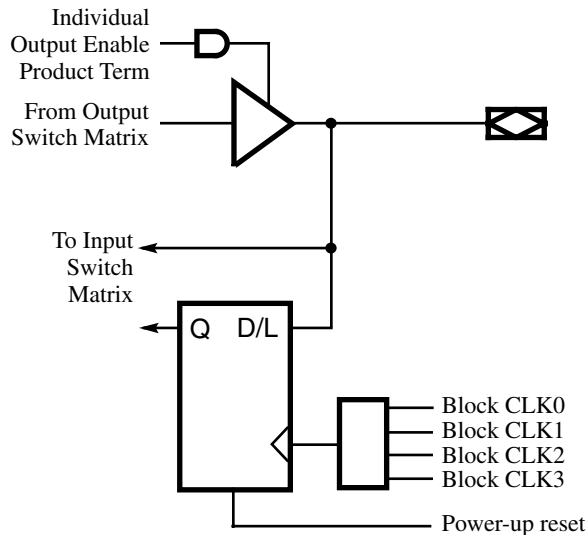 Individual
Output Enable
Product Term
From Output
Switch Matrix
To Input
Switch
Matrix
Q D/L
Block CLK0
Block CLK1
Block CLK2
Block CLK3
Power-up reset